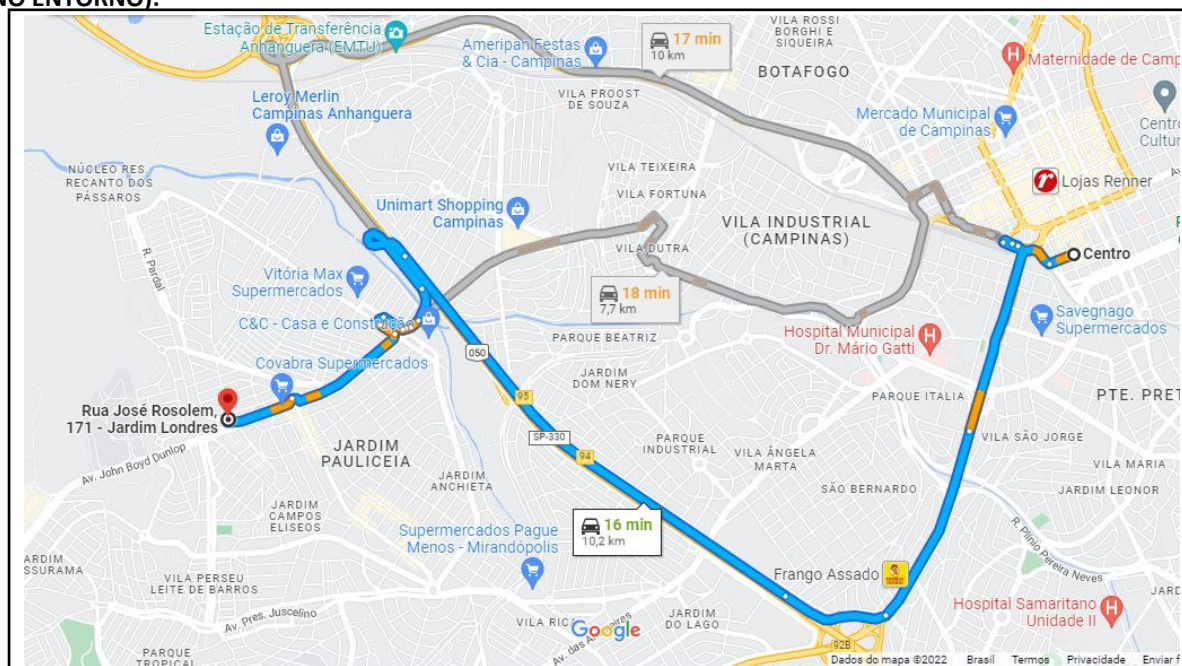 NO ENTORNO):
VILA ROSSI
BORGHI E
SIQUEIRA
Estação de Transferência
Anhanguera (EMTU)
Ameripan Festas
& Cia - Campinas
17 min
10 km
Maternidade de Camp
BOTAFOGO
VILA PROOST
DE SOUZA
Leroy Merlin
Campinas Anhanguera
Mercado Municipal
de Campinas
Centro
Cultur
NÚCLEO RES.
RECANTO DOS
PÁSSAROS
VILA TEIXEIRA
Lojas Renner
VILA FORTUNA
Unimart Shopping
Campinas
VILA INDUSTRIAL
(CAMPINAS)
R. Pardal
VILA DUTRA
Centro
Vitória Max
Supermercados
18 min
7,7 km
Savegnago
Supermercados
C&C - Casa e Construção
PARQUE BEATRIZ
Hospital Municipal
Dr. Mário Gatti
050
Covabra Supermercados
JARDIM
DOM NERY
PARQUE ITALIA
PTE. PRET
95
Rua José Rosolem,
171 - Jardim Londres
SP-330
PARQUE
INDUSTRIAL
VILA SÃO JORGE
JARDIM
PAULICEIA
94
VILA ÂNGELA
MARTA
VILA MARIA
Av. John Boyd Dunlop
JARDIM
ANCHIETA
SÃO BERNARDO
JARDIM LEONOR
JARDIM
CAMPOS
ELISEOS
16 min
10,2 km
R. Plínio Pereira Neves
Supermercados Pague
Menos - Mirandópolis
ARDIM
SSURAMA
Frango Assado
VILA PERSEU
LEITE DE BARROS
JARD
Hospital Samaritano
Unidade II
Av. Pres. Juscelino
VILA RICA
Google
JARDIM
DO LAGO
92B
PARQUE
TROPICAL
Dados do mapa ©2022 Brasil Termos Privacidade Enviar f